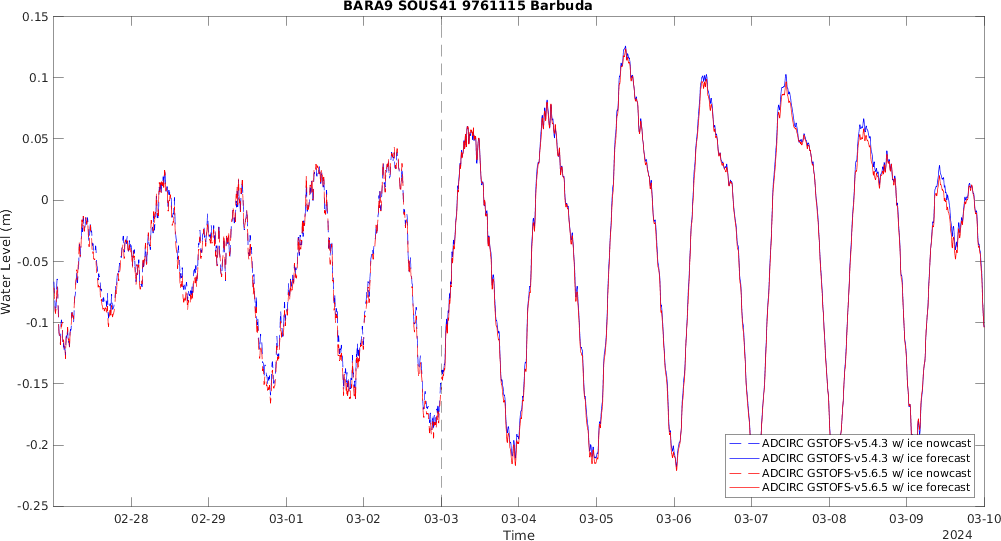 BARA9 SOUS41 9761115 Barbuda
0.15
0.1
0.05
0
-0.05
-0.1
-0.15
-0.2
-0.25
Water Level (m)
02-28 02-29 03-01 03-02 03-03 03-04 03-05 03-06 03-07 03-08 03-09 03-10
2024
Time
ADCIRC GSTOFS-v5.4.3 w/ ice nowcast
ADCIRC GSTOFS-v5.4.3 w/ ice forecast
ADCIRC GSTOFS-v5.6.5 w/ ice nowcast
ADCIRC GSTOFS-v5.6.5 w/ ice forecast